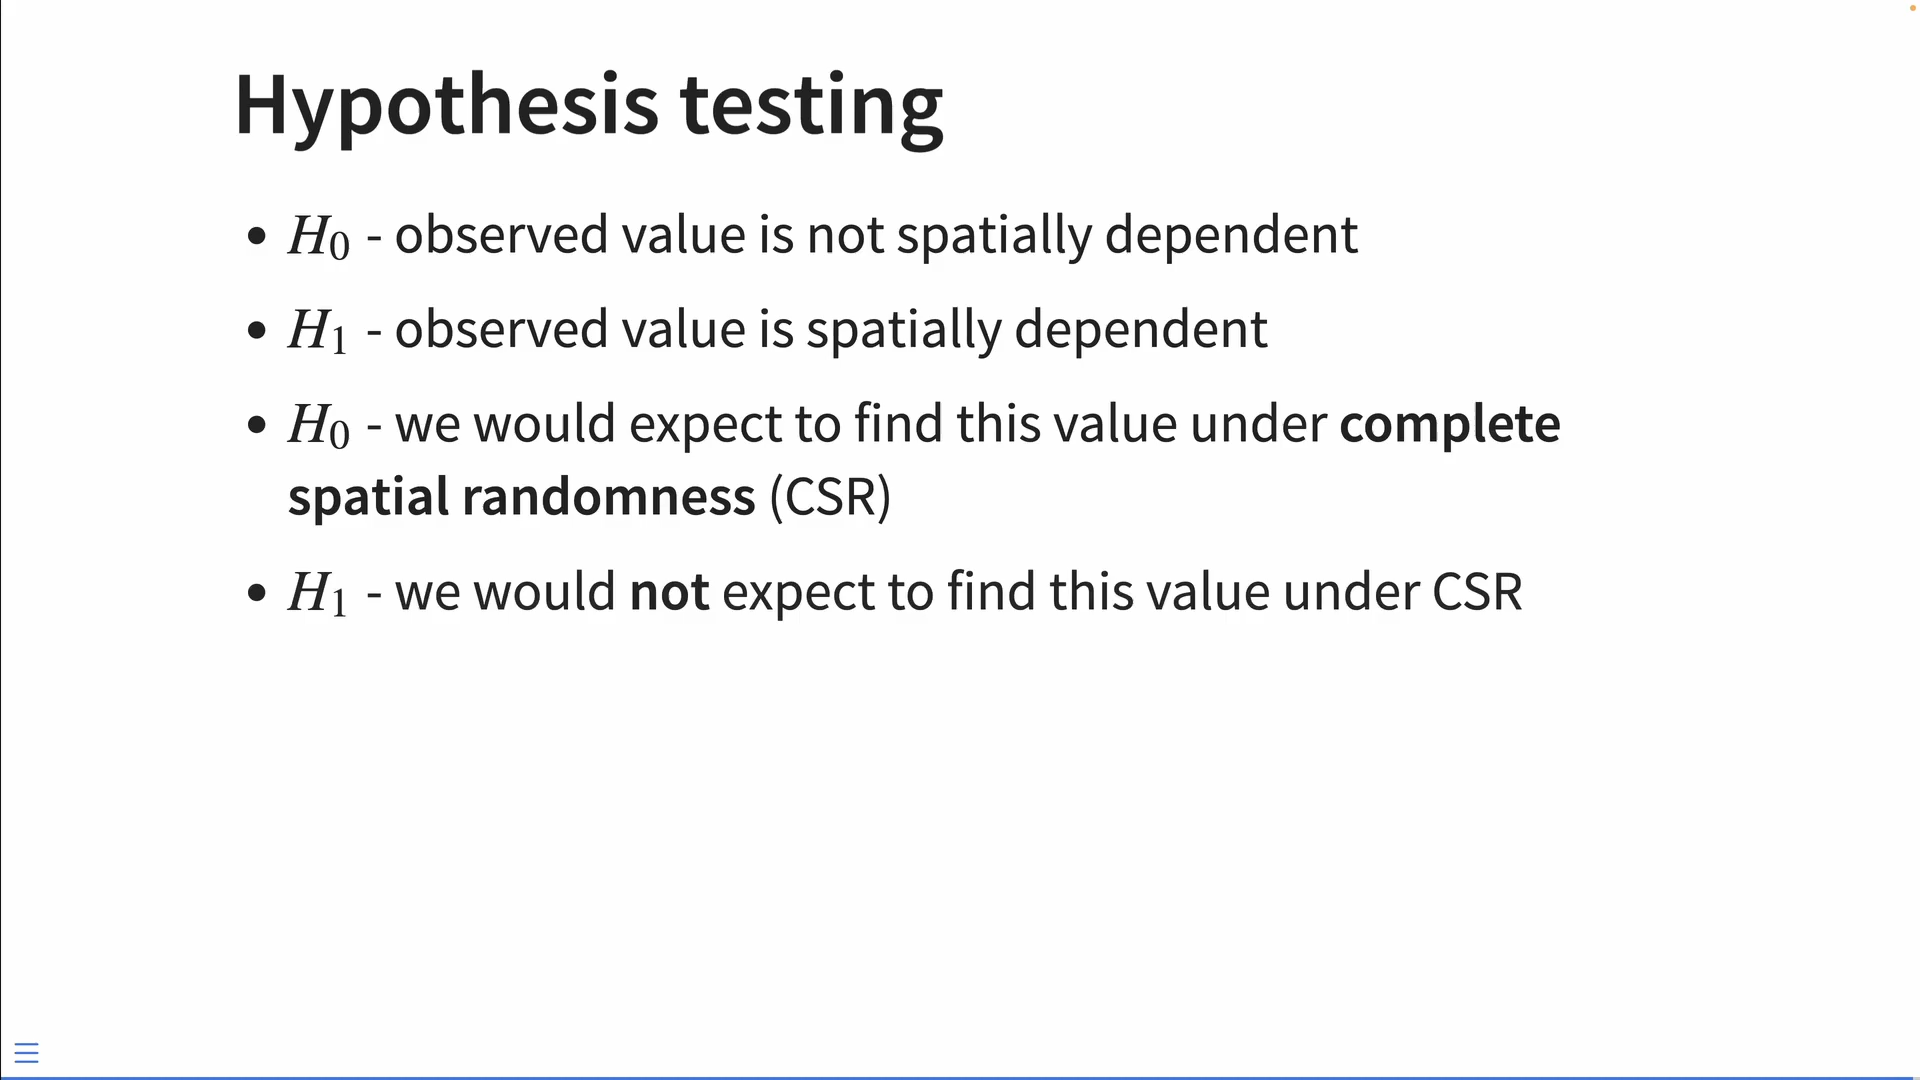 Hypothesis testing
• H₀ - observed value is not spatially dependent
• H₁ - observed value is spatially dependent
• H₀ - we would expect to find this value under complete
spatial randomness (CSR)
• H₁ - we would not expect to find this value under CSR